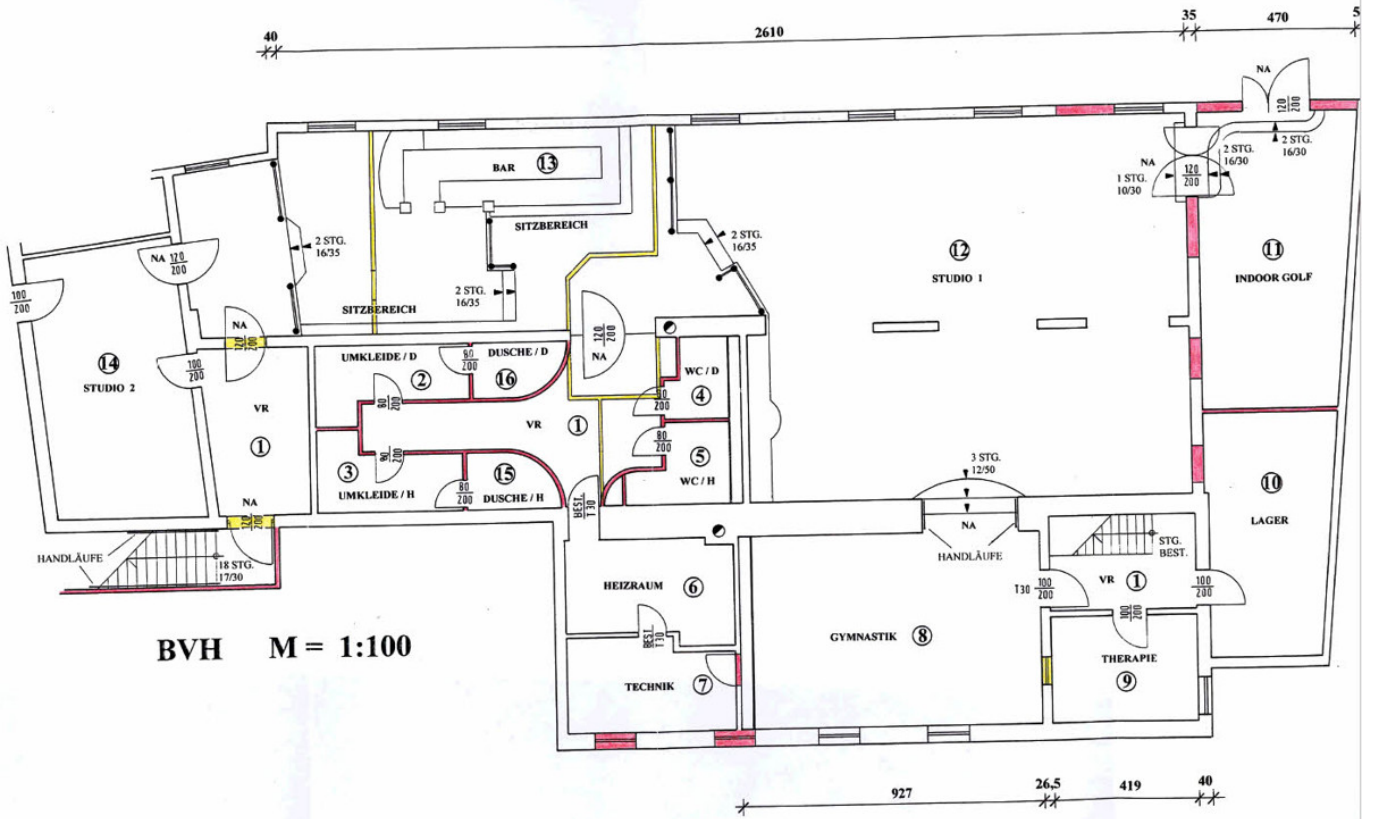 40
2610
35
470
5
NA
120
200
2 STG.
16/30
2 STG.
16/30
NA
1 STG.
10/30
120
200
BAR
13
SITZBEREICH
2 STG.
16/35
2 STG.
16/35
NA
120
200
12
STUDIO 1
11
INDOOR GOLF
100
200
2 STG.
16/35
SITZBEREICH
NA
120
200
120
200
NA
14
STUDIO 2
100
200
UMKLEIDE / D
2
80
200
DUSCHE / D
16
WC / D
4
80
200
80
200
VR
1
VR
1
80
200
5
WC / H
3
UMKLEIDE / H
80
200
80
200
15
DUSCHE / H
3 STG.
12/50
10
LAGER
NA
120
200
BEST.
T30
NA
HANDLÄUFE
HANDLÄUFE
18 STG.
17/30
STG.
BEST.
HEIZRAUM
6
T30
100
200
VR
1
100
200
100
200
BVH M = 1:100
BEST.
T30
GYMNASTIK
8
THERAPIE
9
TECHNIK
7
927
26,5
419
40